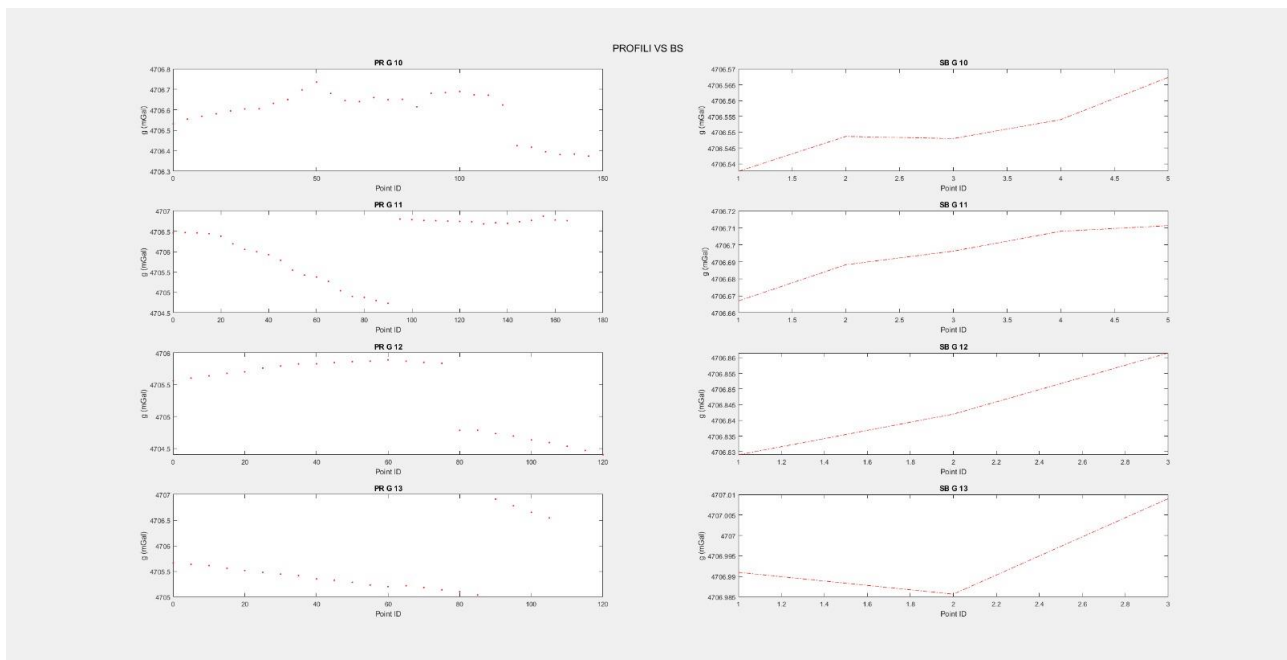 PROFILI VS BS
PR G 10
4706.8
4706.7
4706.6
4706.5
4706.4
4706.3
g (mGal)
0 50 100 150
Point ID
SB G 10
4706.57
4706.565
4706.56
4706.555
4706.55
4706.545
4706.54
g (mGal)
1 1.5 2 2.5 3 3.5 4 4.5 5
Point ID
PR G 11
4707
4706.5
4706
4705.5
4705
4704.5
g (mGal)
0 20 40 60 80 100 120 140 160 180
Point ID
SB G 11
4706.72
4706.71
4706.7
4706.69
4706.68
4706.67
4706.66
g (mGal)
1 1.5 2 2.5 3 3.5 4 4.5 5
Point ID
PR G 12
4706
4705.5
4705
4704.5
g (mGal)
0 20 40 60 80 100 120
Point ID
SB G 12
4706.86
4706.855
4706.85
4706.845
4706.84
4706.835
4706.83
g (mGal)
1 1.2 1.4 1.6 1.8 2 2.2 2.4 2.6 2.8 3
Point ID
PR G 13
4707
4706.5
4706
4705.5
4705
g (mGal)
0 20 40 60 80 100 120
Point ID
SB G 13
4707.01
4707.005
4707
4706.995
4706.99
4706.985
g (mGal)
1 1.2 1.4 1.6 1.8 2 2.2 2.4 2.6 2.8 3
Point ID